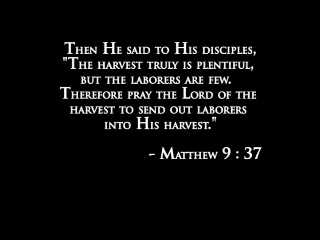 Then He said to His disciples,
"The harvest truly is plentiful,
but the laborers are few.
Therefore pray the Lord of the
harvest to send out laborers
into His harvest."
- Matthew 9 : 37